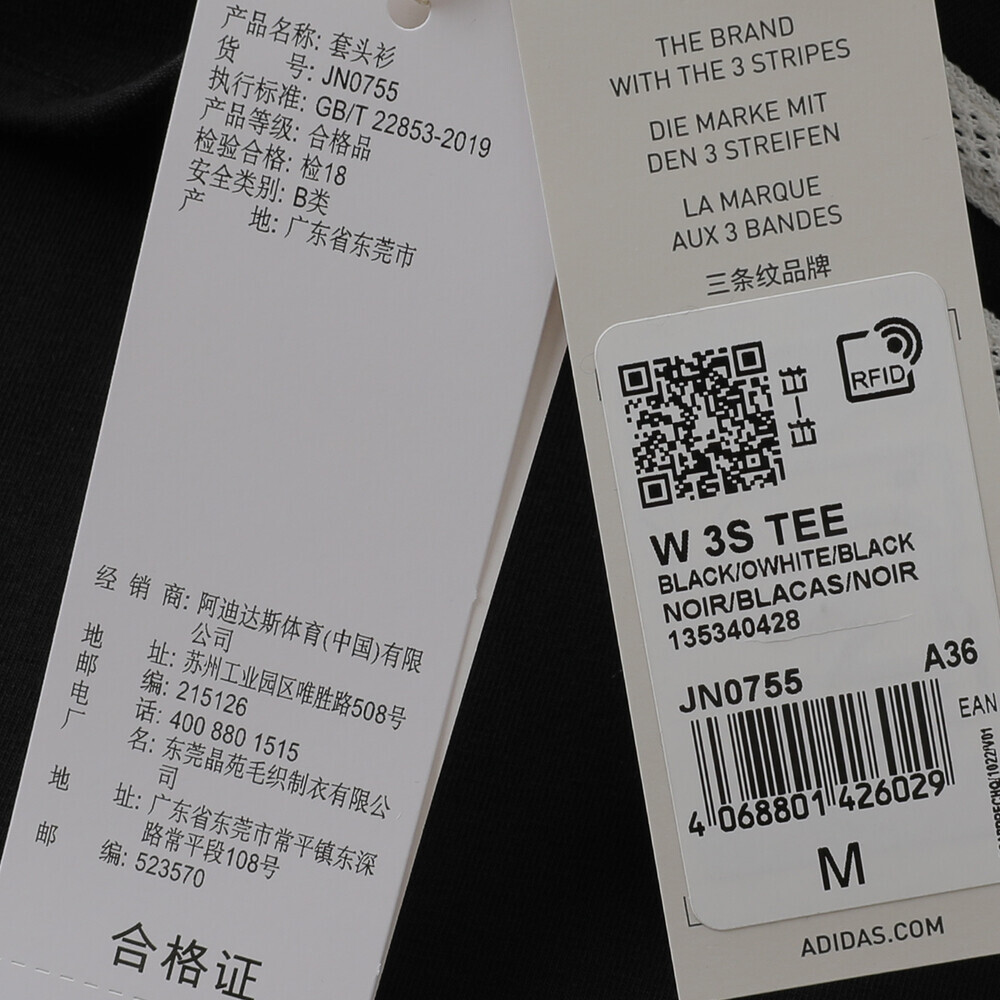 产品名称: 套头衫
货 号: JN0755
执行标准: GB/T 22853-2019
产品等级: 合格品
检验合格: 检18
安全类别: B类
产 地: 广东省东莞市
经 销 商: 阿迪达斯体育(中国)有限
公司
地 址: 苏州工业园区唯胜路508号
邮 编: 215126
电 话: 400 880 1515
厂 名: 东莞晶苑毛织制衣有限公
司
地 址: 广东省东莞市常平镇东深
路常平段108号
邮 编: 523570
合格证
THE BRAND
WITH THE 3 STRIPES
DIE MARKE MIT
DEN 3 STREIFEN
LA MARQUE
AUX 3 BANDES
三条纹品牌
RFID
W 3S TEE
BLACK/OWHITE/BLACK
NOIR/BLACAS/NOIR
135340428
JN0755 A36
EAN
4 068801 426029
M
ADIDAS.COM